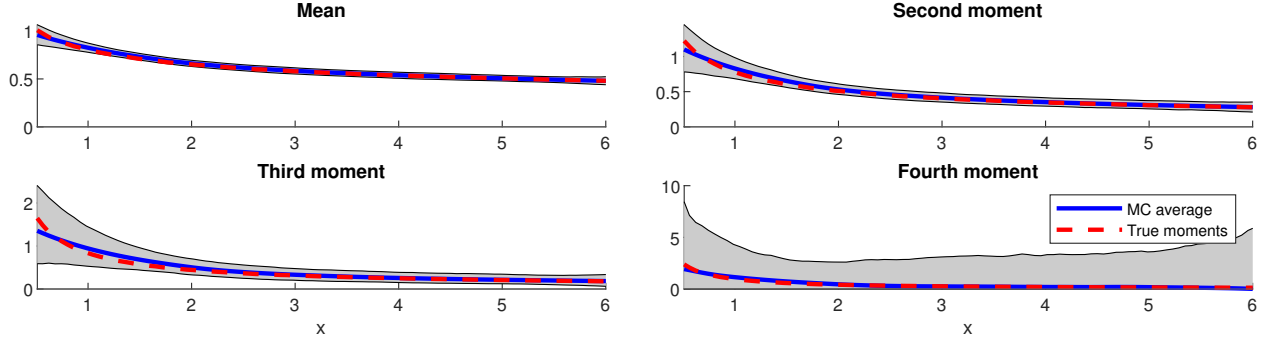 Mean
1
0.5
0
1 2 3 4 5 6
Second moment
1
0.5
0
1 2 3 4 5 6
Third moment
2
1
0
1 2 3 4 5 6
x
Fourth moment
10
5
0
1 2 3 4 5 6
x
MC average
True moments